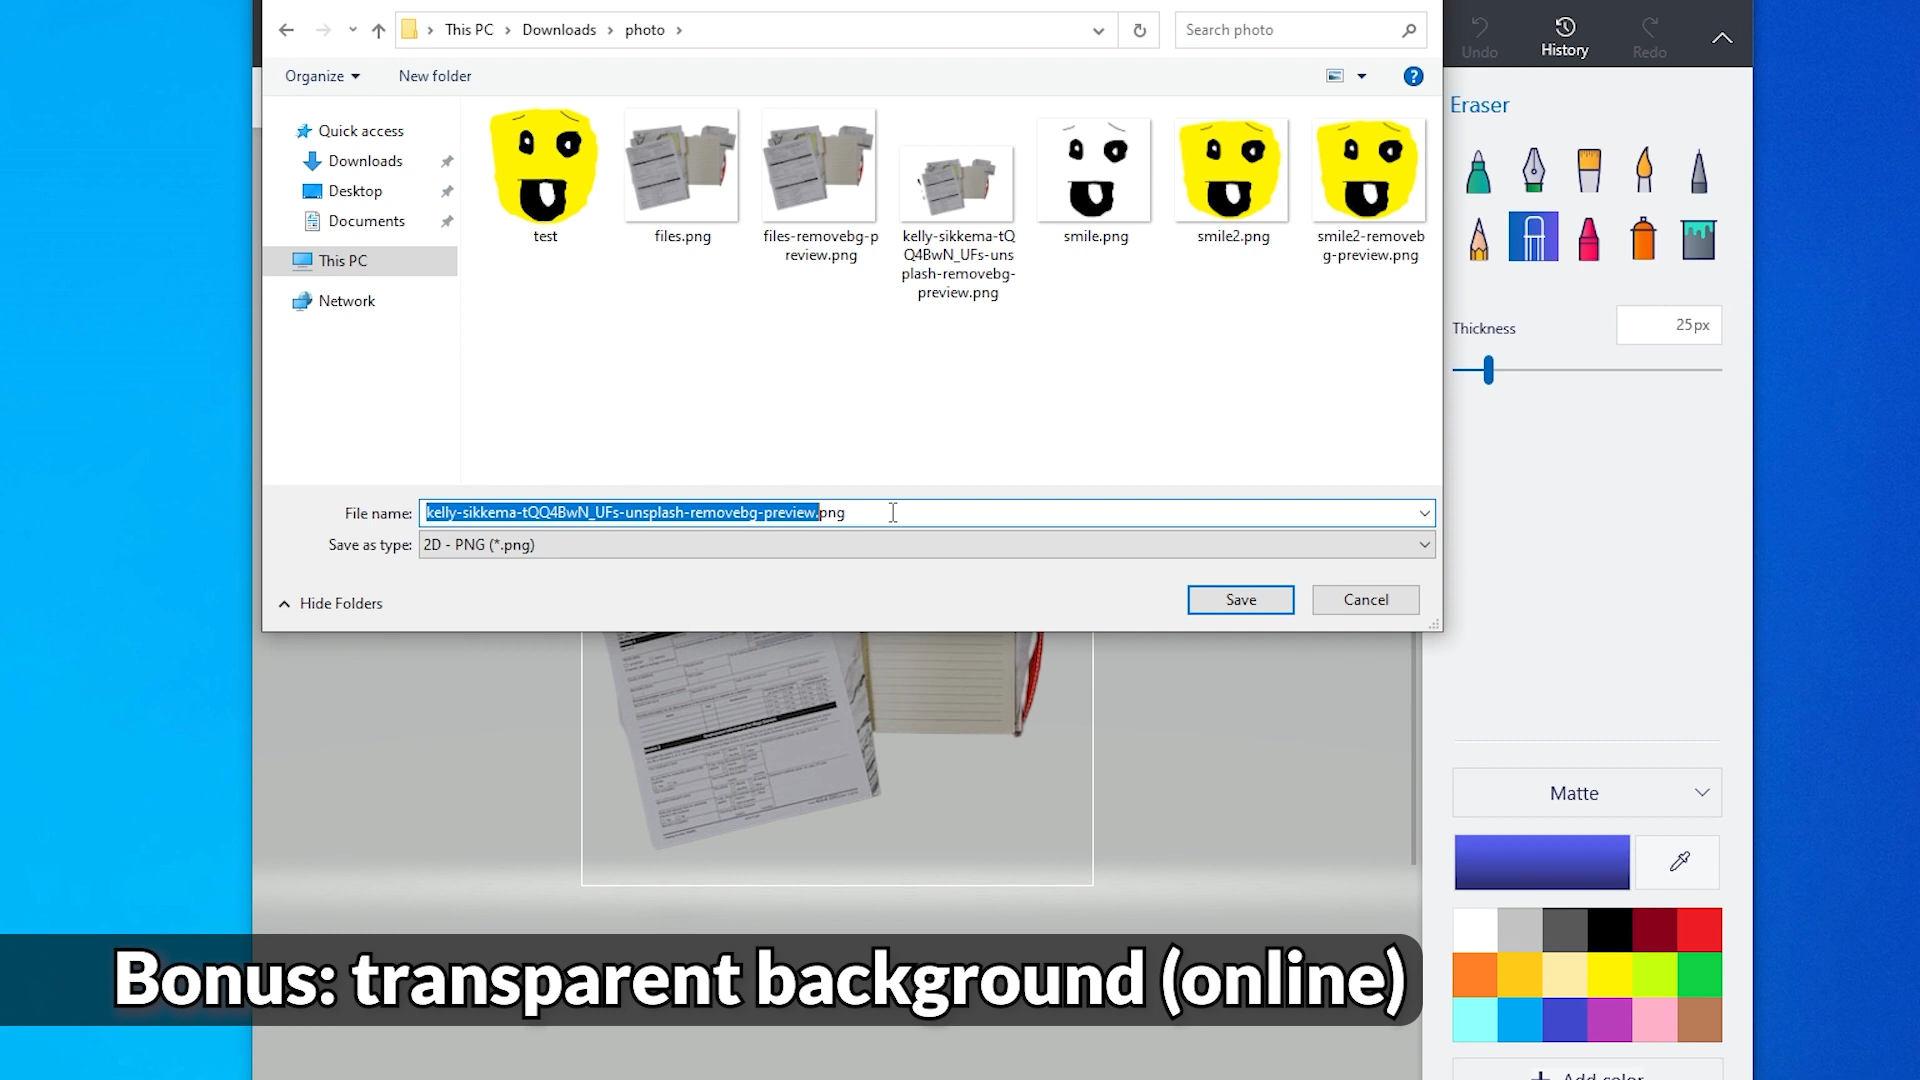 This PC
Downloads
photo
Search photo
Undo
History
Redo
Organize
New folder
?
Eraser
Quick access
Downloads
Desktop
Documents
This PC
Network
test
files.png
files-removebg-p
review.png
kelly-sikkema-tQ
Q4BwN_UFs-uns
plash-removebg-
preview.png
smile.png
smile2.png
smile2-removeb
g-preview.png
Thickness
25px
File name:
kelly-sikkema-tQQ4BwN_UFs-unsplash-removebg-preview.png
Save as type:
2D - PNG (*.png)
Hide Folders
Save
Cancel
Matte
Bonus: transparent background (online)
Add color